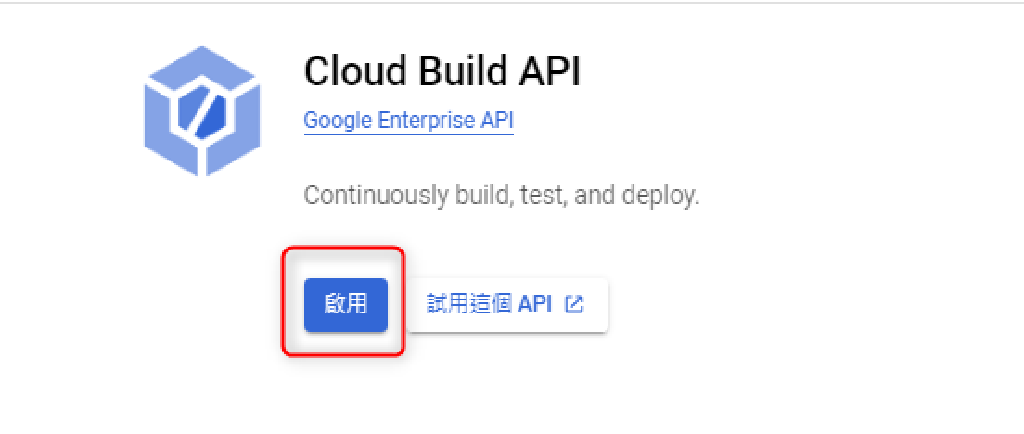 Cloud Build API
Google Enterprise API
Continuously build, test, and deploy.
啟用 試用這個 API